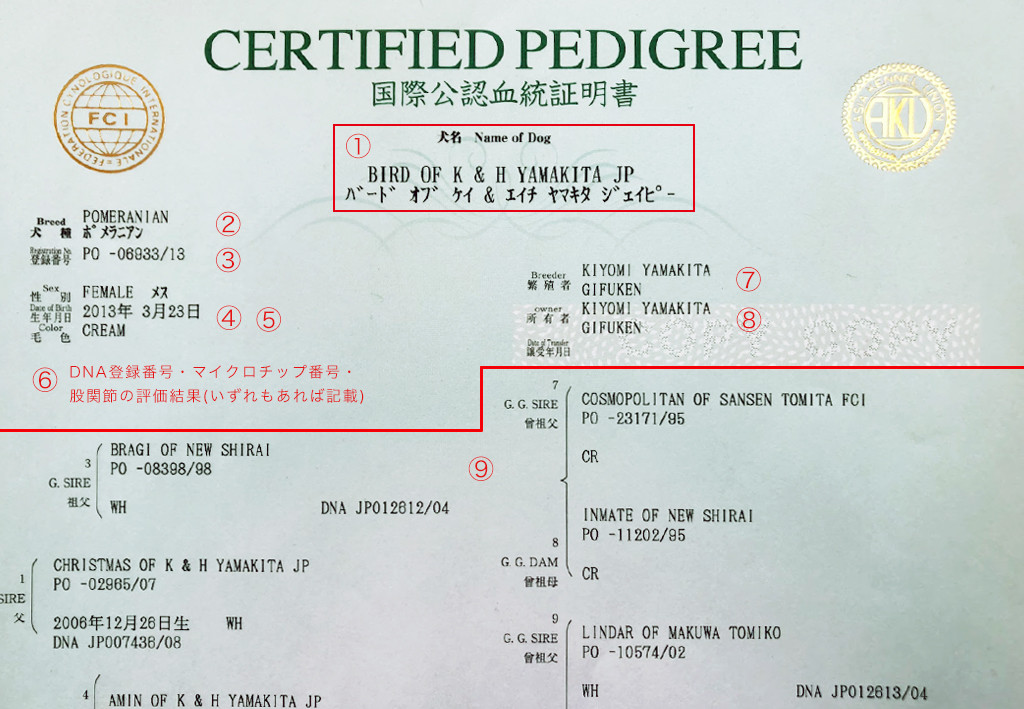 CERTIFIED PEDIGREE
国際公認血統証明書
FEDERATION CYNOLOGIQUE INTERNATIONALE
FCI
ASIA KENNEL UNION
AKU
① 犬名 Name of Dog
BIRD OF K & H YAMAKITA JP
バード オブ ケイ & エイチ ヤマキタ ジェイピー
Breed POMERANIAN
犬種 ポメラニアン ②
Registration No. PO -06933/13
登録番号 ③
Sex FEMALE メス
性別
Date of Birth 2013年 3月23日
生年月日 ④ ⑤
Color CREAM
毛色
Breeder KIYOMI YAMAKITA
繁殖者 GIFUKEN ⑦
owner KIYOMI YAMAKITA
所有者 GIFUKEN ⑧
COPY COPY
Date of Transfer
譲受年月日
⑥ DNA登録番号・マイクロチップ番号・
股関節の評価結果(いずれもあれば記載)
⑨
BRAGI OF NEW SHIRAI
3 PO -08398/98
G. SIRE
祖父 WH DNA JP012612/04
CHRISTMAS OF K & H YAMAKITA JP
1 PO -02965/07
SIRE
父 2006年12月26日生 WH
DNA JP007436/08
4 AMIN OF K & H YAMAKITA JP
7
G. G. SIRE COSMOPOLITAN OF SANSEN TOMITA FCI
曾祖父 PO -23171/95
CR
INMATE OF NEW SHIRAI
8 PO -11202/95
G. G. DAM
曾祖母 CR
9
G. G. SIRE LINDAR OF MAKUWA TOMIKO
曾祖父 PO -10574/02
WH DNA JP012613/04